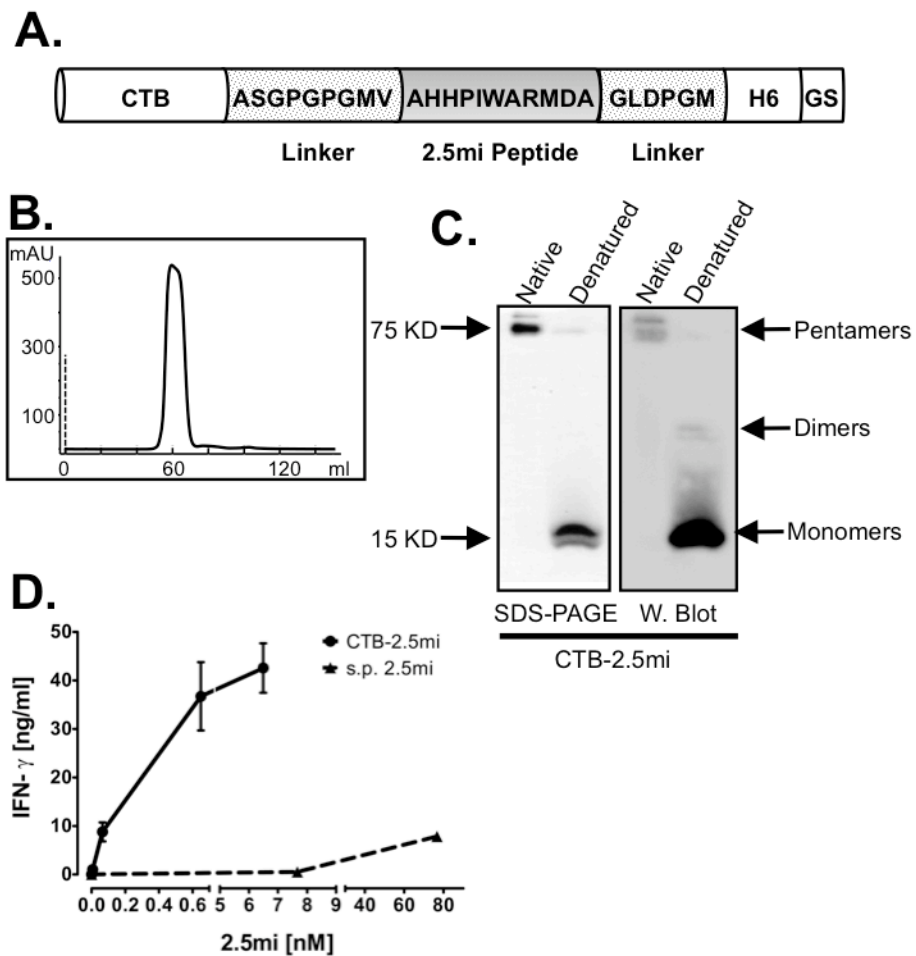 A.
CTB ASGPGPGMV AHHPIWARMDA GLDPGM H6 GS
Linker 2.5mi Peptide Linker
B.
mAU
500
300
100
0 60 120 ml
C.
Native Denatured Native Denatured
75 KD Pentamers
Dimers
15 KD Monomers
SDS-PAGE W. Blot
CTB-2.5mi
D.
CTB-2.5mi
s.p. 2.5mi
IFN- γ [ng/ml]
50
40
30
20
10
0
0.0 0.2 0.4 0.6 5 6 7 8 9 40 60 80
2.5mi [nM]